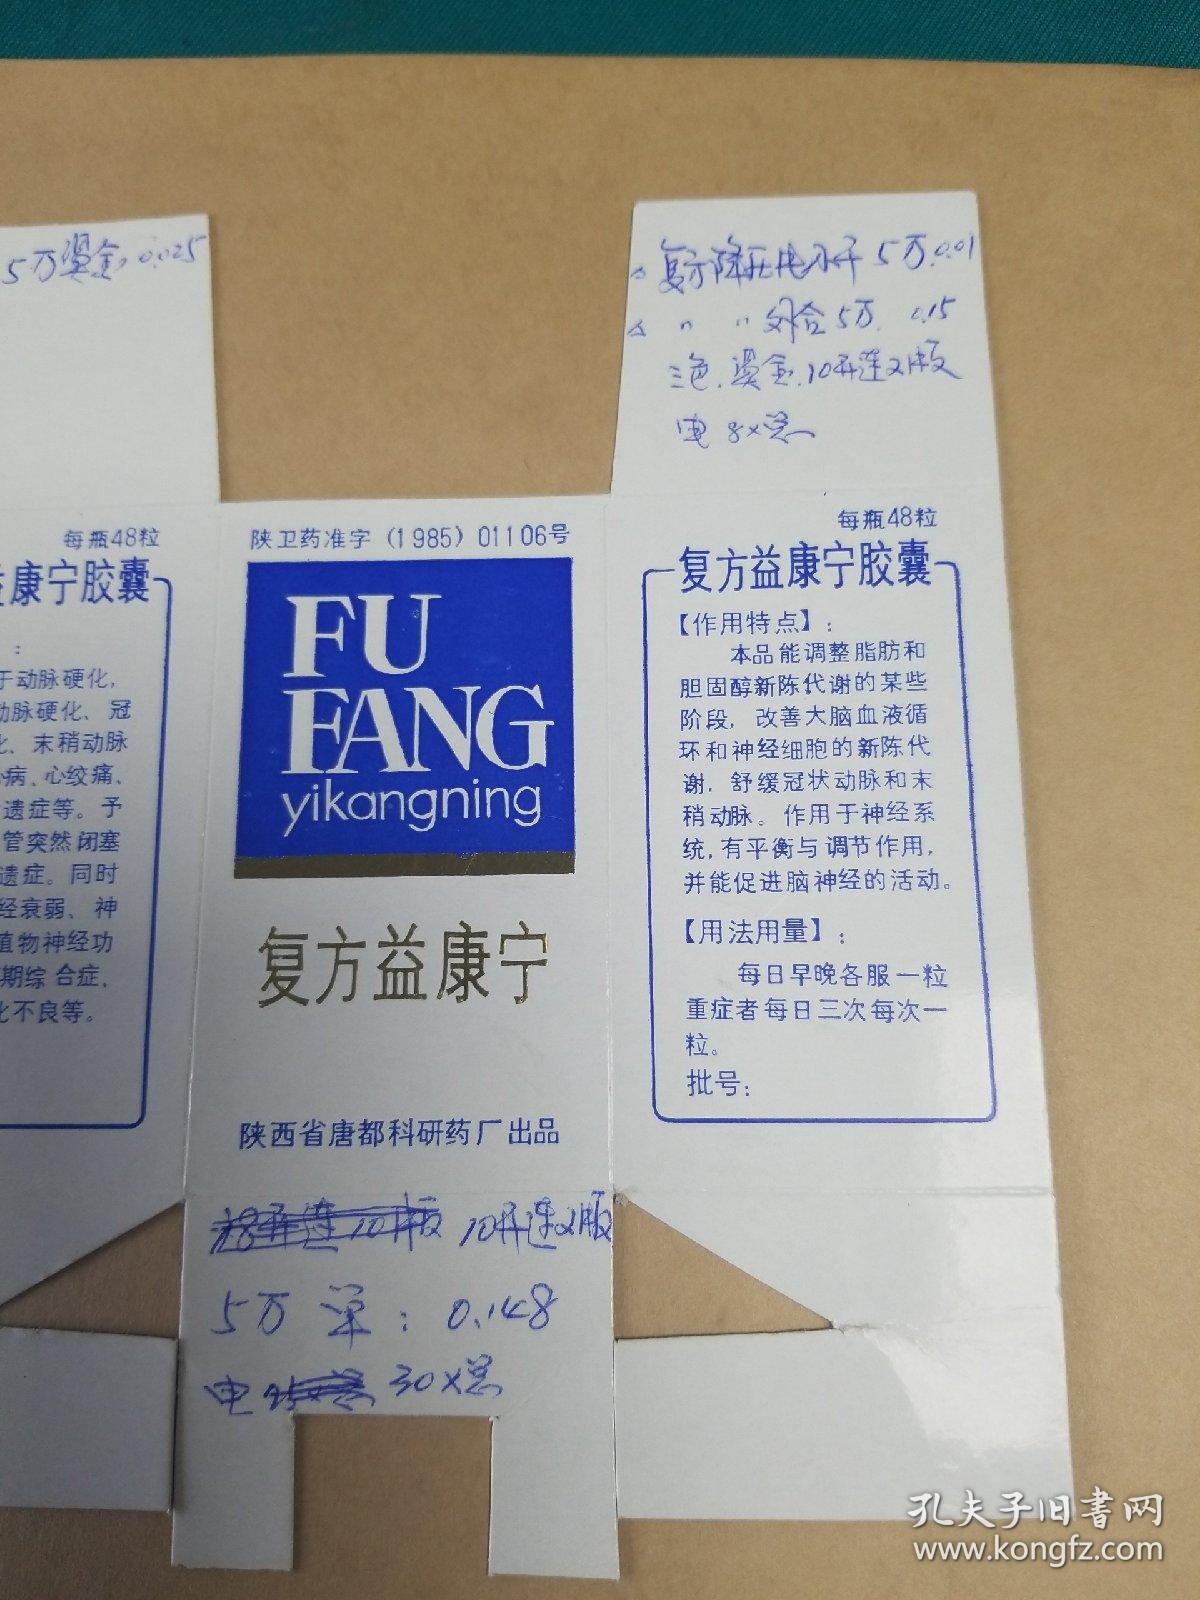 5万烫金 0.025
5万 0.01
5万 0.15
三色.烫金.10开连2版
电 8×总
每瓶48粒
康宁胶囊
:
于动脉硬化,
动脉硬化、冠
化、末稍动脉
心病、心绞痛、
遗症等。予
管突然闭塞
遗症。同时
经衰弱、神
植物神经功
期综合症、
化不良等。
陕卫药准字(1985)01106号
FU
FANG
yikangning
复方益康宁
陕西省唐都科研药厂出品
10开连2版
5万 单:0.148
电 30×总
每瓶48粒
复方益康宁胶囊
【作用特点】:
本品能调整脂肪和
胆固醇新陈代谢的某些
阶段,改善大脑血液循
环和神经细胞的新陈代
谢,舒缓冠状动脉和末
稍动脉。作用于神经系
统,有平衡与调节作用,
并能促进脑神经的活动。
【用法用量】:
每日早晚各服一粒
重症者每日三次每次一
粒。
批号:
孔夫子旧书网
www.kongfz.com